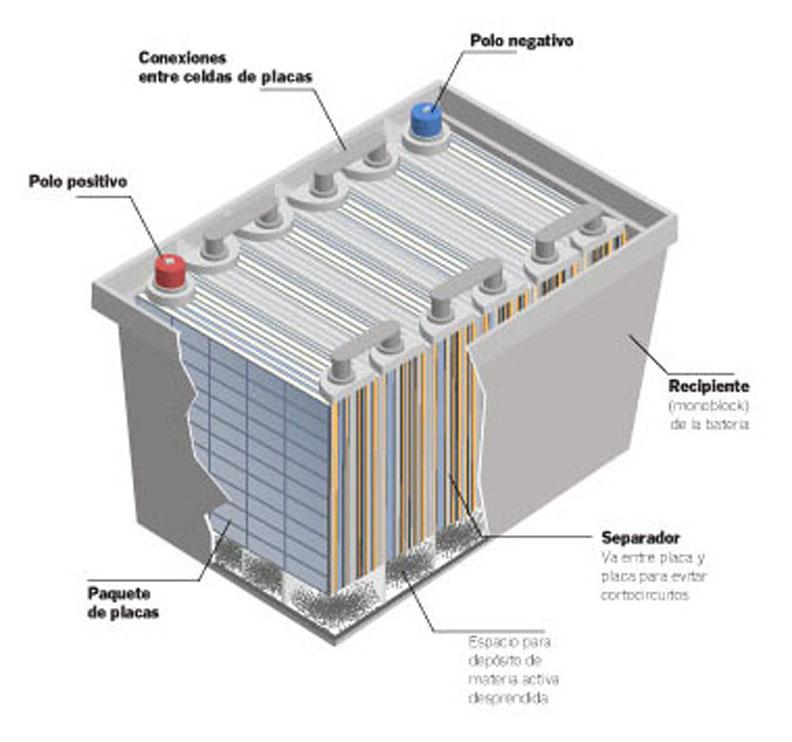 Polo negativo
Conexiones
entre celdas de placas
Polo positivo
Recipiente
(monoblock)
de la batería
Separador
Va entre placa y
placa para evitar
cortocircuitos
Paquete
de placas
Espacio para
depósito de
materia activa
desprendida